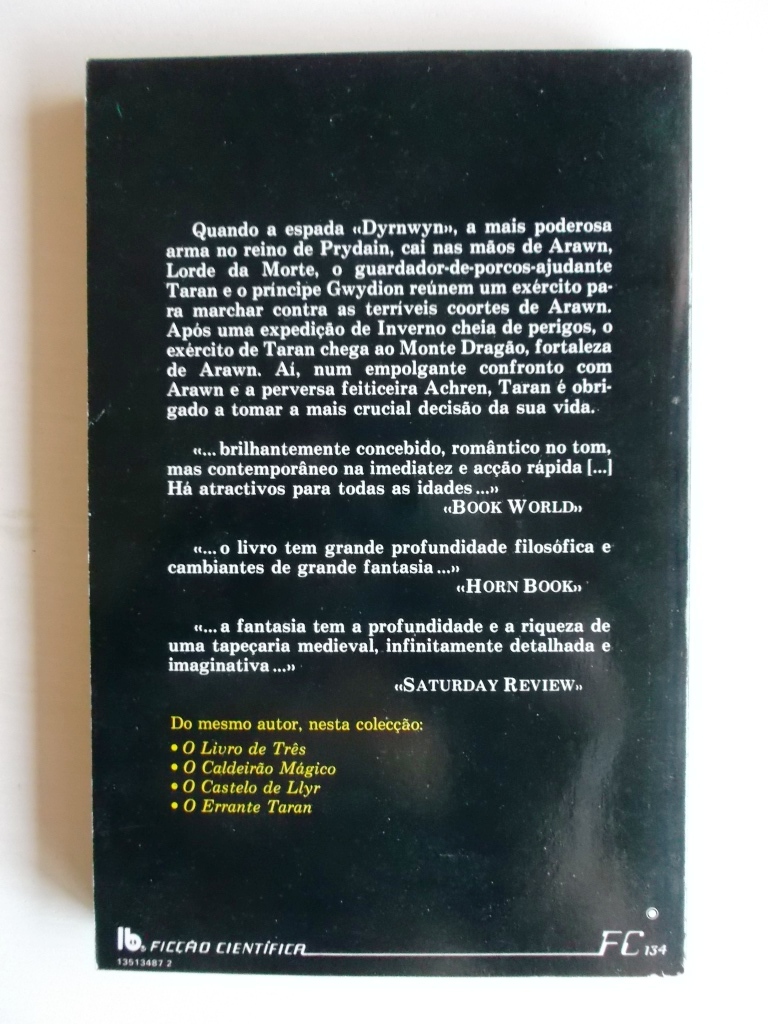 Quando a espada «Dyrnwyn», a mais poderosa
arma no reino de Prydain, cai nas mãos de Arawn,
Lorde da Morte, o guardador-de-porcos-ajudante
Taran e o príncipe Gwydion reúnem um exército pa-
ra marchar contra as terríveis coortes de Arawn.
Após uma expedição de Inverno cheia de perigos, o
exército de Taran chega ao Monte Dragão, fortaleza
de Arawn. Aí, num empolgante confronto com
Arawn e a perversa feiticeira Achren, Taran é obri-
gado a tomar a mais crucial decisão da sua vida.
«... brilhantemente concebido, romântico no tom,
mas contemporâneo na imediatez e acção rápida [...]
Há atractivos para todas as idades ...»
«BOOK WORLD»
«... o livro tem grande profundidade filosófica e
cambiantes de grande fantasia ...»
«HORN BOOK»
«... a fantasia tem a profundidade e a riqueza de
uma tapeçaria medieval, infinitamente detalhada e
imaginativa ...»
«SATURDAY REVIEW»
Do mesmo autor, nesta colecção:
• O Livro de Três
• O Caldeirão Mágico
• O Castelo de Llyr
• O Errante Taran
lb FICÇÃO CIENTÍFICA FC 134
13513487 2